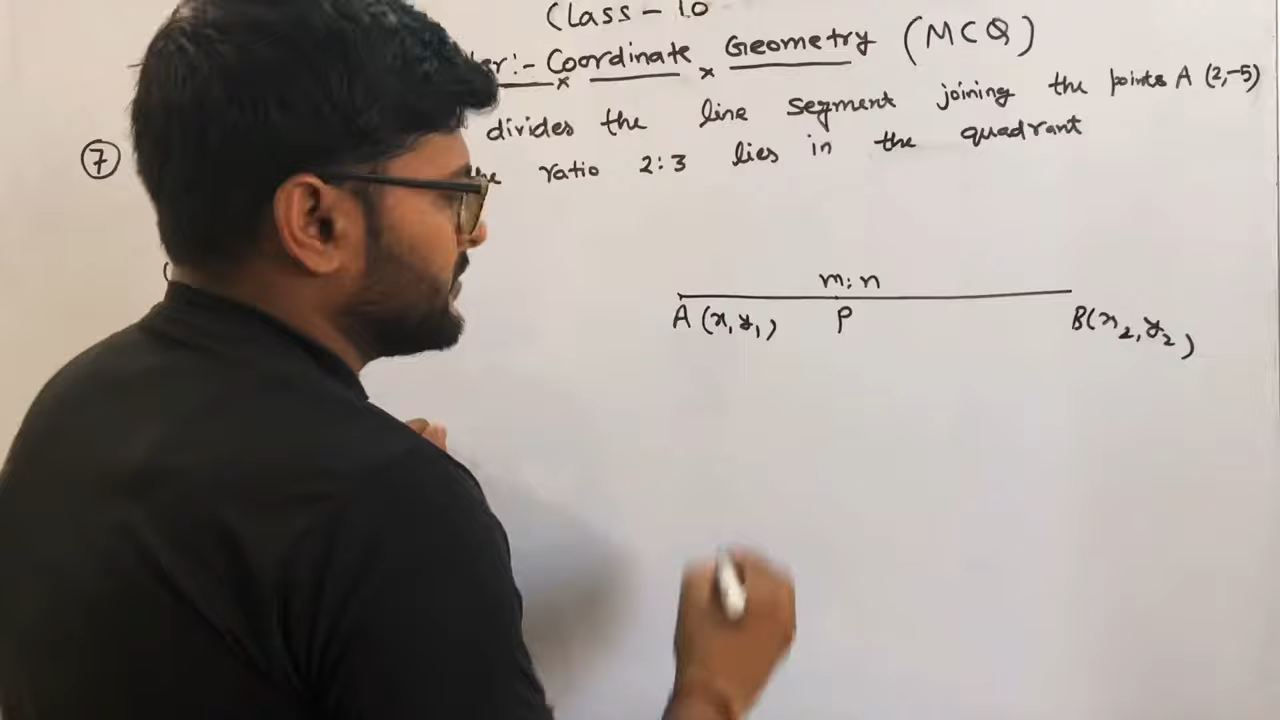 Class - 10
er:- Coordinate Geometry (MCQ)
7 divides the line segment joining the points A (2,-5)
ratio 2:3 lies in the quadrant
m:n
A (x, y₁) P B(x₂, y₂)